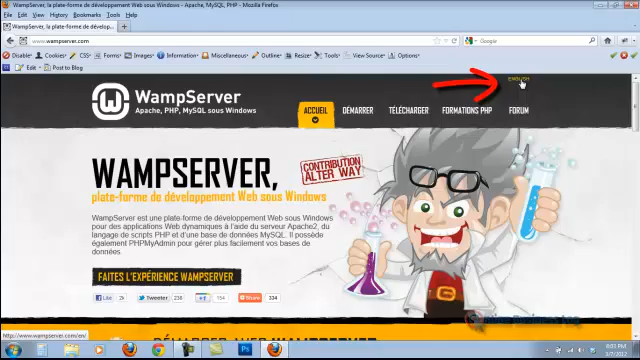 WampServer, la plate-forme de développement Web sous Windows - Apache, MySQL, PHP - Mozilla Firefox
File Edit View History Bookmarks Tools Help
WampServer, la plate-forme de dévelop...
www.wampserver.com
Google
Disable Cookies CSS Forms Images Information Miscellaneous Outline Resize Tools View Source Options
Edit Post to Blog
ENGLISH
WampServer
Apache, PHP, MySQL sous Windows
ACCUEIL DÉMARRER TÉLÉCHARGER FORMATIONS PHP FORUM
WAMPSERVER,
plate-forme de développement Web sous Windows
CONTRIBUTION
ALTER WAY
WampServer est une plate-forme de développement Web sous Windows
pour des applications Web dynamiques à l'aide du serveur Apache2, du
langage de scripts PHP et d'une base de données MySQL. Il possède
également PHPMyAdmin pour gérer plus facilement vos bases de
données.
FAITES L'EXPÉRIENCE WAMPSERVER
Like 2k Tweeter 236 +1 154 Share 334
http://www.wampserver.com/en/